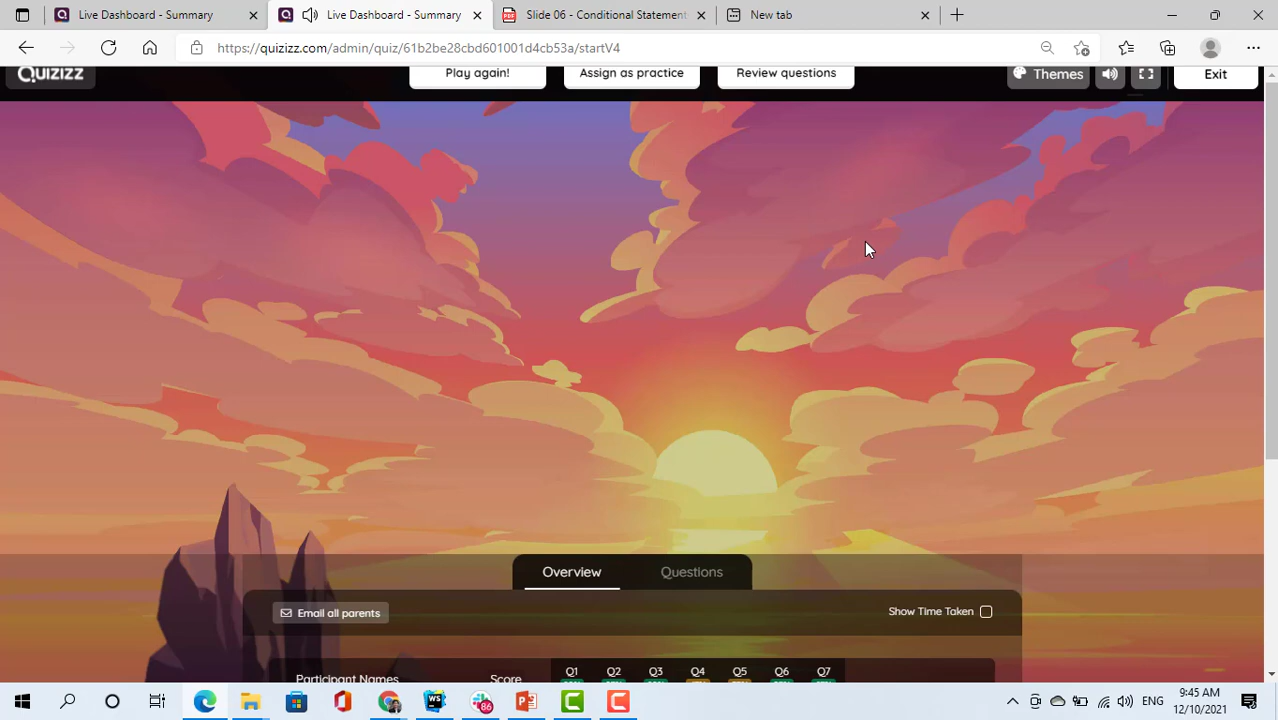 Live Dashboard - Summary
Live Dashboard - Summary
Slide 06 - Conditional Statement
New tab
https://quizizz.com/admin/quiz/61b2be28cbd601001d4cb53a/startV4
Quizizz
Play again!
Assign as practice
Review questions
Themes
Exit
Overview
Questions
Email all parents
Show Time Taken
Participant Names
Score
Q1
Q2
Q3
Q4
Q5
Q6
Q7
86
ENG
9:45 AM
12/10/2021